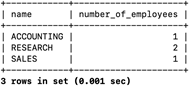 +------------+---------------------+
| name       | number_of_employees |
+------------+---------------------+
| ACCOUNTING |                   1 |
| RESEARCH   |                   2 |
| SALES      |                   1 |
+------------+---------------------+
3 rows in set (0.001 sec)